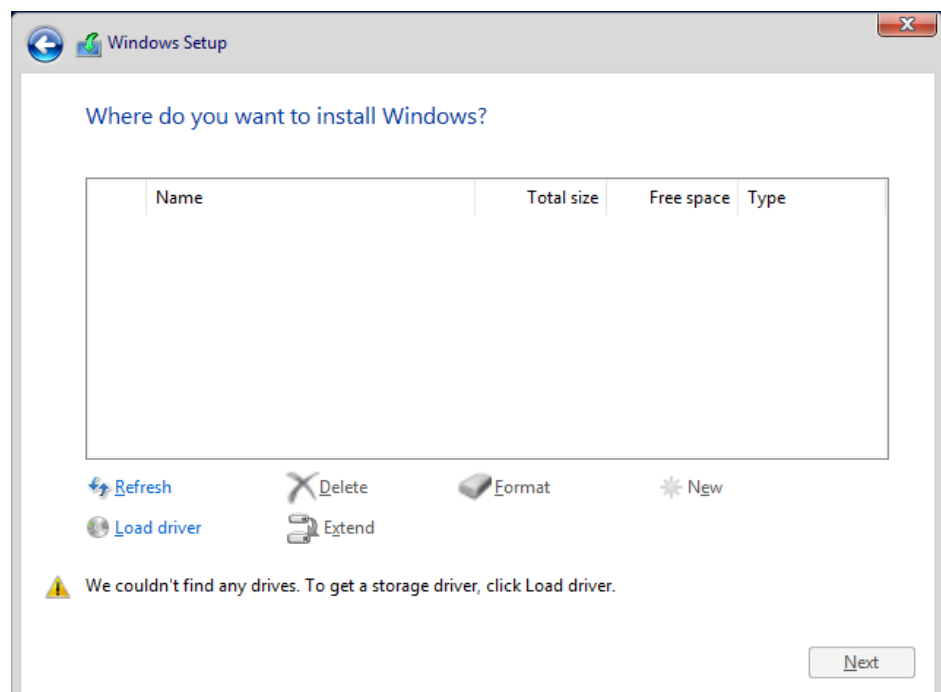 Windows Setup
Where do you want to install Windows?
Name Total size Free space Type
Refresh Delete Format New
Load driver Extend
We couldn't find any drives. To get a storage driver, click Load driver.
Next